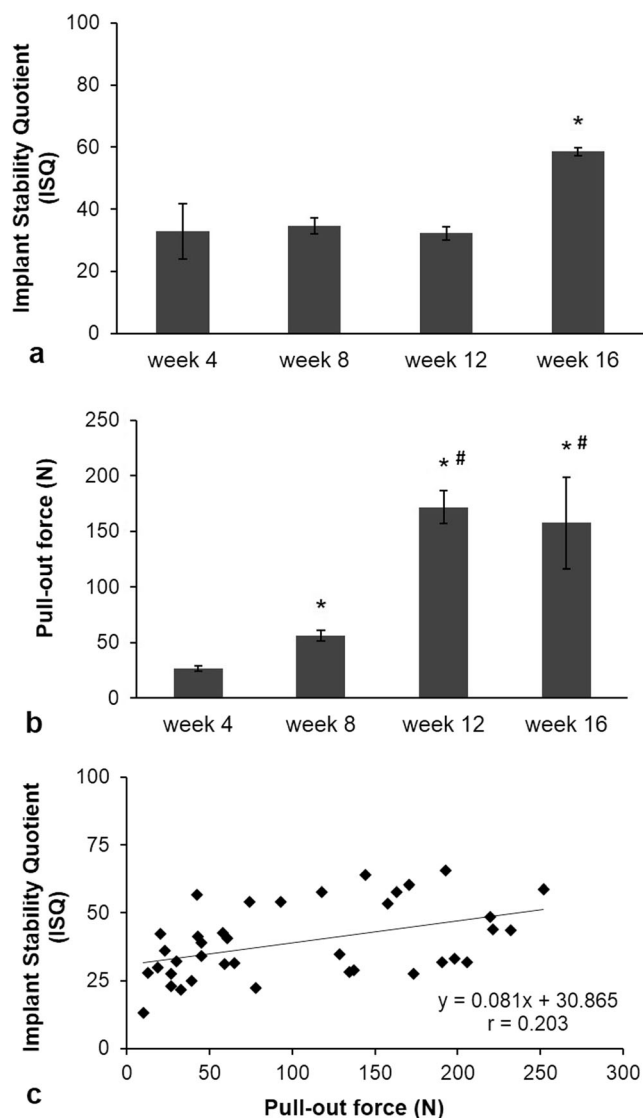 Implant Stability Quotient
(ISQ)
100
80
60
40
20
0
*
week 4 week 8 week 12 week 16
a
Pull-out force (N)
250
200
150
100
50
0
*
* #
* #
week 4 week 8 week 12 week 16
b
Implant Stability Quotient
(ISQ)
100
75
50
25
0
y = 0.081x + 30.865
r = 0.203
0 50 100 150 200 250 300
Pull-out force (N)
c